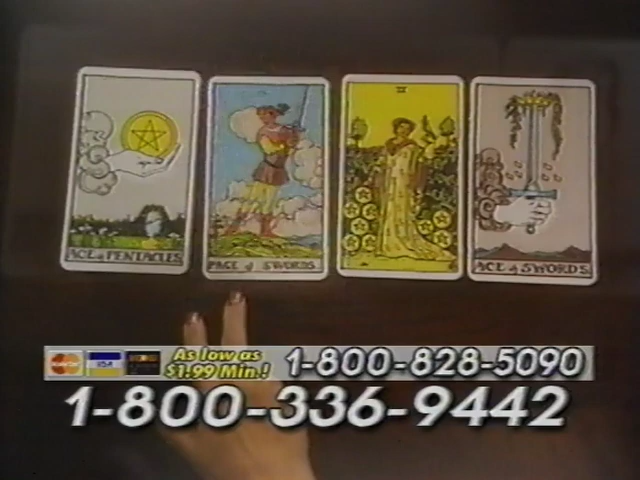 ACE of PENTACLES
PAGE of SWORDS
IX
ACE of SWORDS
VISA
As low as
$1.99 Min.!
1-800-828-5090
1-800-336-9442